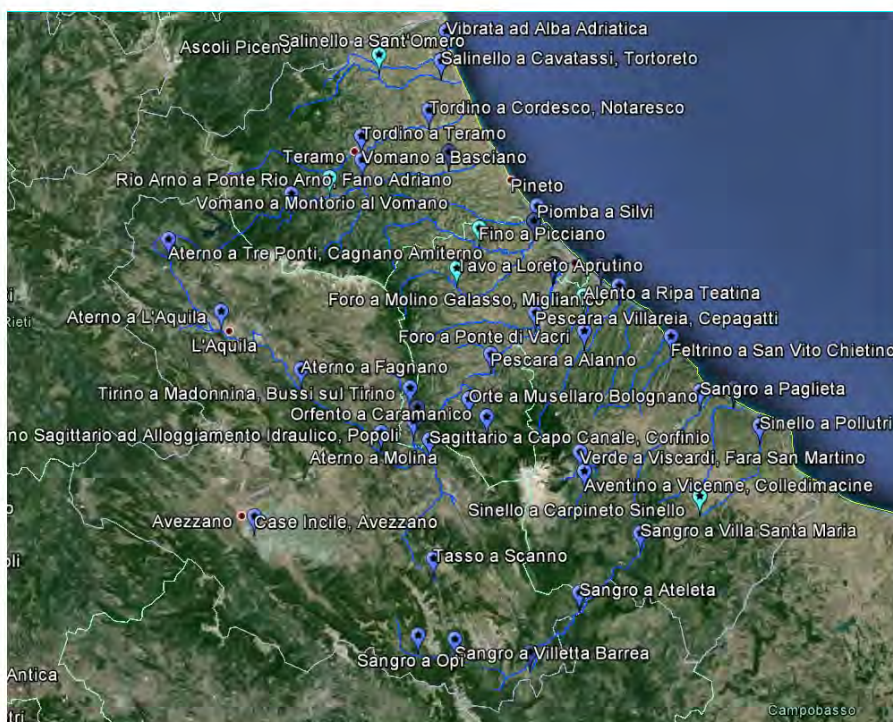 Vibrata ad Alba Adriatica
Salinello a Sant'Omero
Ascoli Piceno
Salinello a Cavatassi, Tortoreto
Tordino a Cordesco, Notaresco
Tordino a Teramo
Teramo
Vomano a Basciano
Rio Arno a Ponte Rio Arno, Fano Adriano
Pineto
Vomano a Montorio al Vomano
Piomba a Silvi
Fino a Picciano
Aterno a Tre Ponti, Cagnano Amiterno
Tavo a Loreto Aprutino
Foro a Molino Galasso, Miglianico
Alento a Ripa Teatina
Aterno a L'Aquila
Rieti
Pescara a Villareia, Cepagatti
L'Aquila
Foro a Ponte di Vacri
Feltrino a San Vito Chietino
Pescara a Alanno
Aterno a Fagnano
Tirino a Madonnina, Bussi sul Tirino
Sangro a Paglieta
Orte a Musellaro Bolognano
Orfento a Caramanico
Sinello a Pollutri
no Sagittario ad Alloggiamento Idraulico, Popoli
Sagittario a Capo Canale, Corfinio
Aterno a Molina
Verde a Viscardi, Fara San Martino
Aventino a Vicenne, Colledimacine
Sinello a Carpineto Sinello
Avezzano
Case Incile, Avezzano
Sangro a Villa Santa Maria
oli
Tasso a Scanno
Sangro a Ateleta
Sangro a Opi
Sangro a Villetta Barrea
Antica
tri
Campobasso